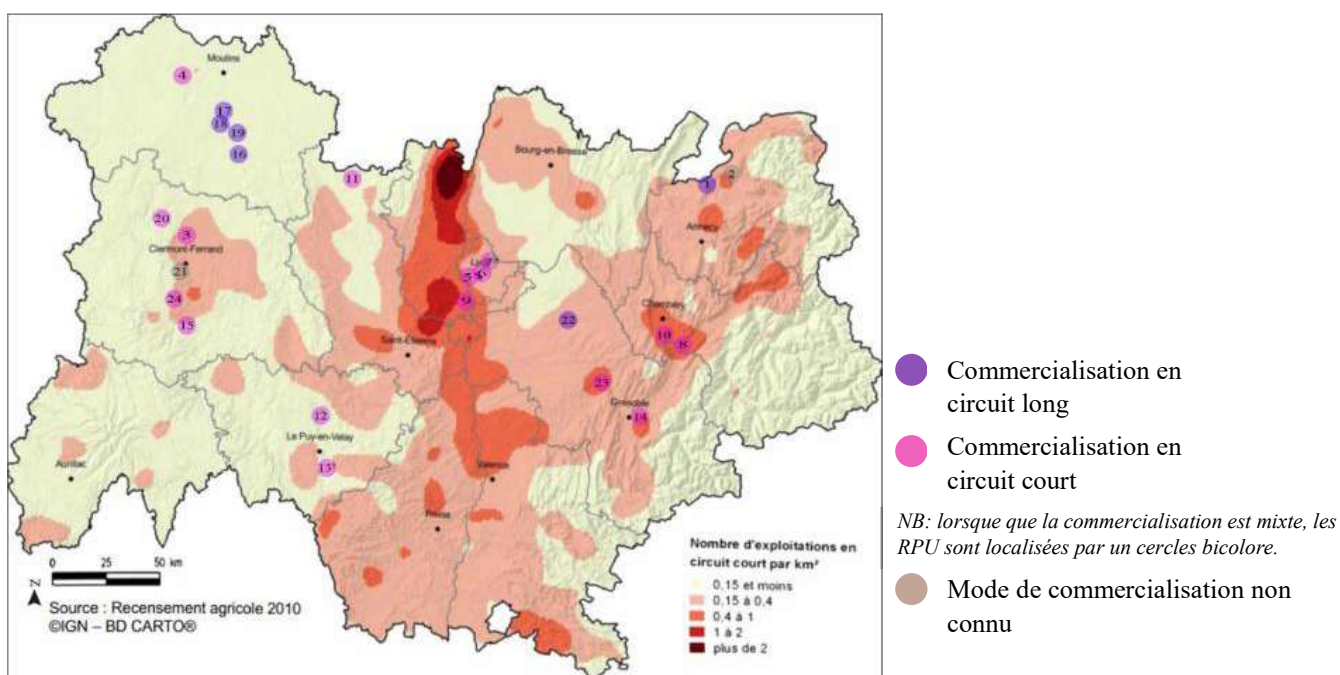 Moulins
4
17
18
19
16
Bourg-en-Bresse
11
1
2
20
3
Clermont-Ferrand
21
Annecy
5
9
24
15
22
Chambéry
10
8
Saint-Étienne
23
Grenoble
14
12
Le Puy-en-Velay
13
Aurillac
Valence
Privas
0 25 50 km
N
Source : Recensement agricole 2010
©IGN – BD CARTO®
Nombre d'exploitations en
circuit court par km²
0,15 et moins
0,15 à 0,4
0,4 à 1
1 à 2
plus de 2
Commercialisation en
circuit long
Commercialisation en
circuit court
NB: lorsque que la commercialisation est mixte, les
RPU sont localisées par un cercles bicolore.
Mode de commercialisation non
connu